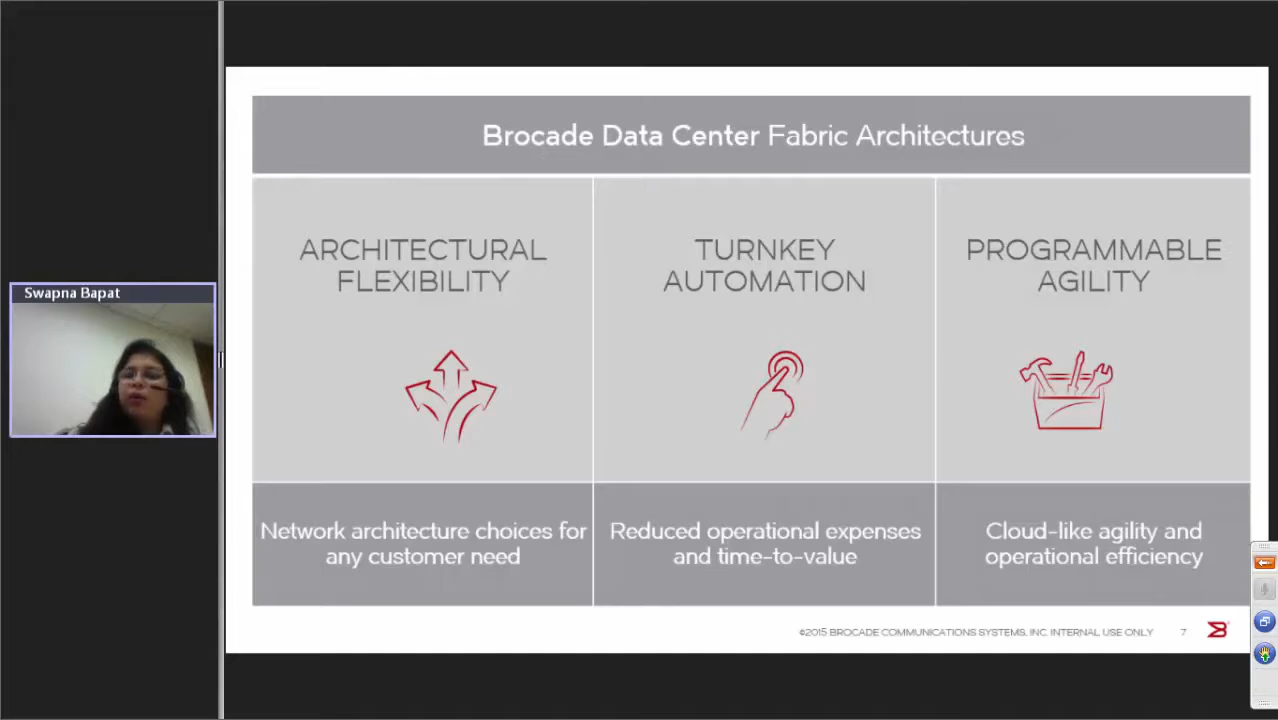 Swapna Bapat
Brocade Data Center Fabric Architectures
ARCHITECTURAL
FLEXIBILITY
TURNKEY
AUTOMATION
PROGRAMMABLE
AGILITY
Network architecture choices for
any customer need
Reduced operational expenses
and time-to-value
Cloud-like agility and
operational efficiency
©2015 BROCADE COMMUNICATIONS SYSTEMS, INC. INTERNAL USE ONLY 7